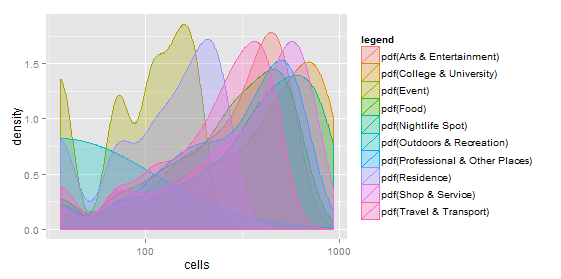 legend
pdf(Arts & Entertainment)
pdf(College & University)
pdf(Event)
pdf(Food)
pdf(Nightlife Spot)
pdf(Outdoors & Recreation)
pdf(Professional & Other Places)
pdf(Residence)
pdf(Shop & Service)
pdf(Travel & Transport)
density
1.5
1.0
0.5
0.0
100
1000
cells